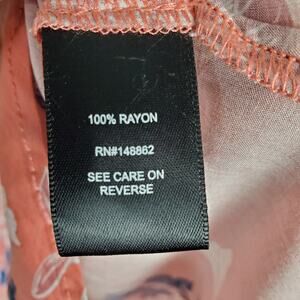 100% RAYON
RN#148862
SEE CARE ON
REVERSE